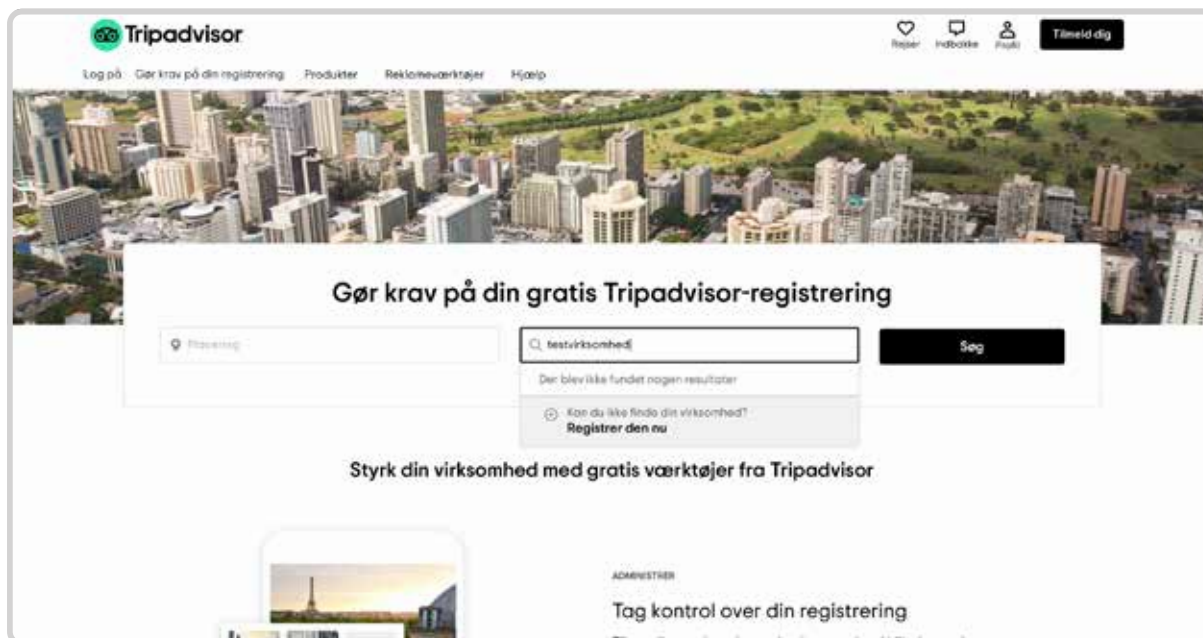 Tripadvisor
Rejser Indbakke Profil Tilmeld dig
Log på Gør krav på din registrering Produkter Reklameværktøjer Hjælp
Gør krav på din gratis Tripadvisor-registrering
Placering testvirksomhed Søg
Der blev ikke fundet nogen resultater
Kan du ikke finde din virksomhed?
Registrer den nu
Styrk din virksomhed med gratis værktøjer fra Tripadvisor
ADMINISTRER
Tag kontrol over din registrering